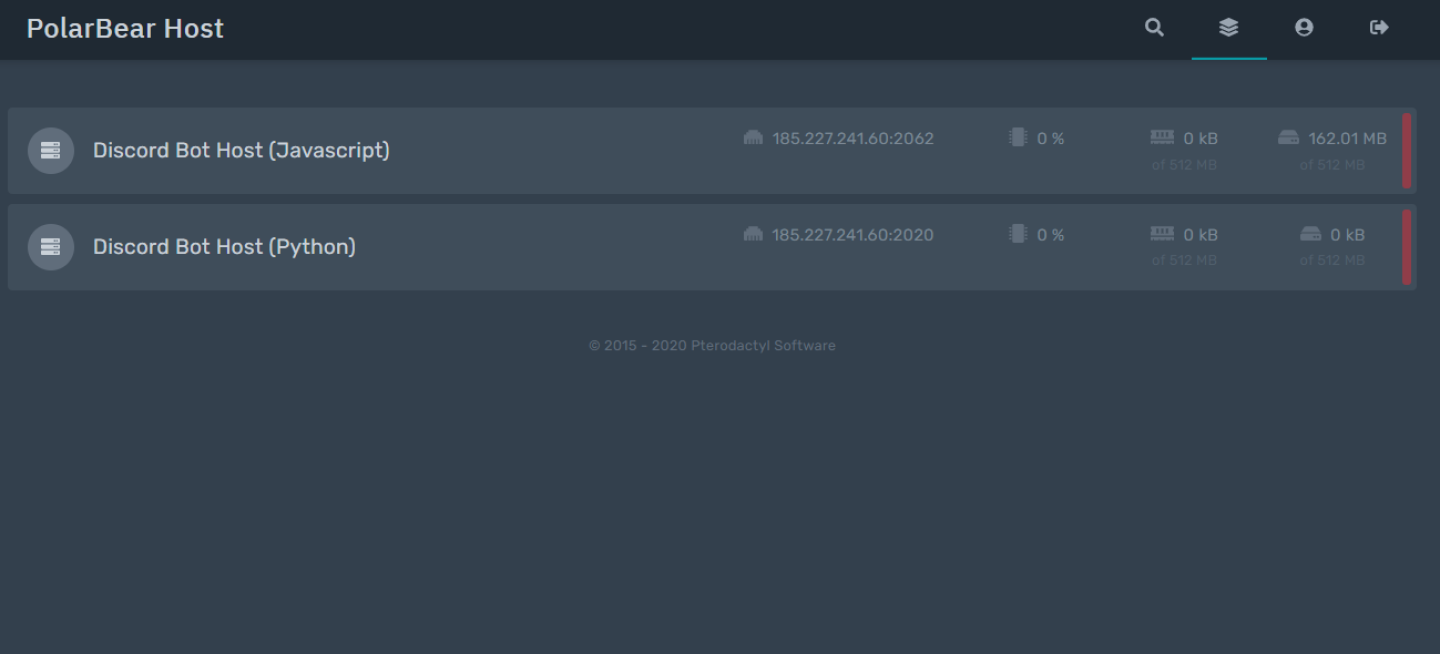 PolarBear Host
Discord Bot Host (Javascript)
185.227.241.60:2062
0 %
0 kB
of 512 MB
162.01 MB
of 512 MB
Discord Bot Host (Python)
185.227.241.60:2020
0 %
0 kB
of 512 MB
0 kB
of 512 MB
© 2015 - 2020 Pterodactyl Software